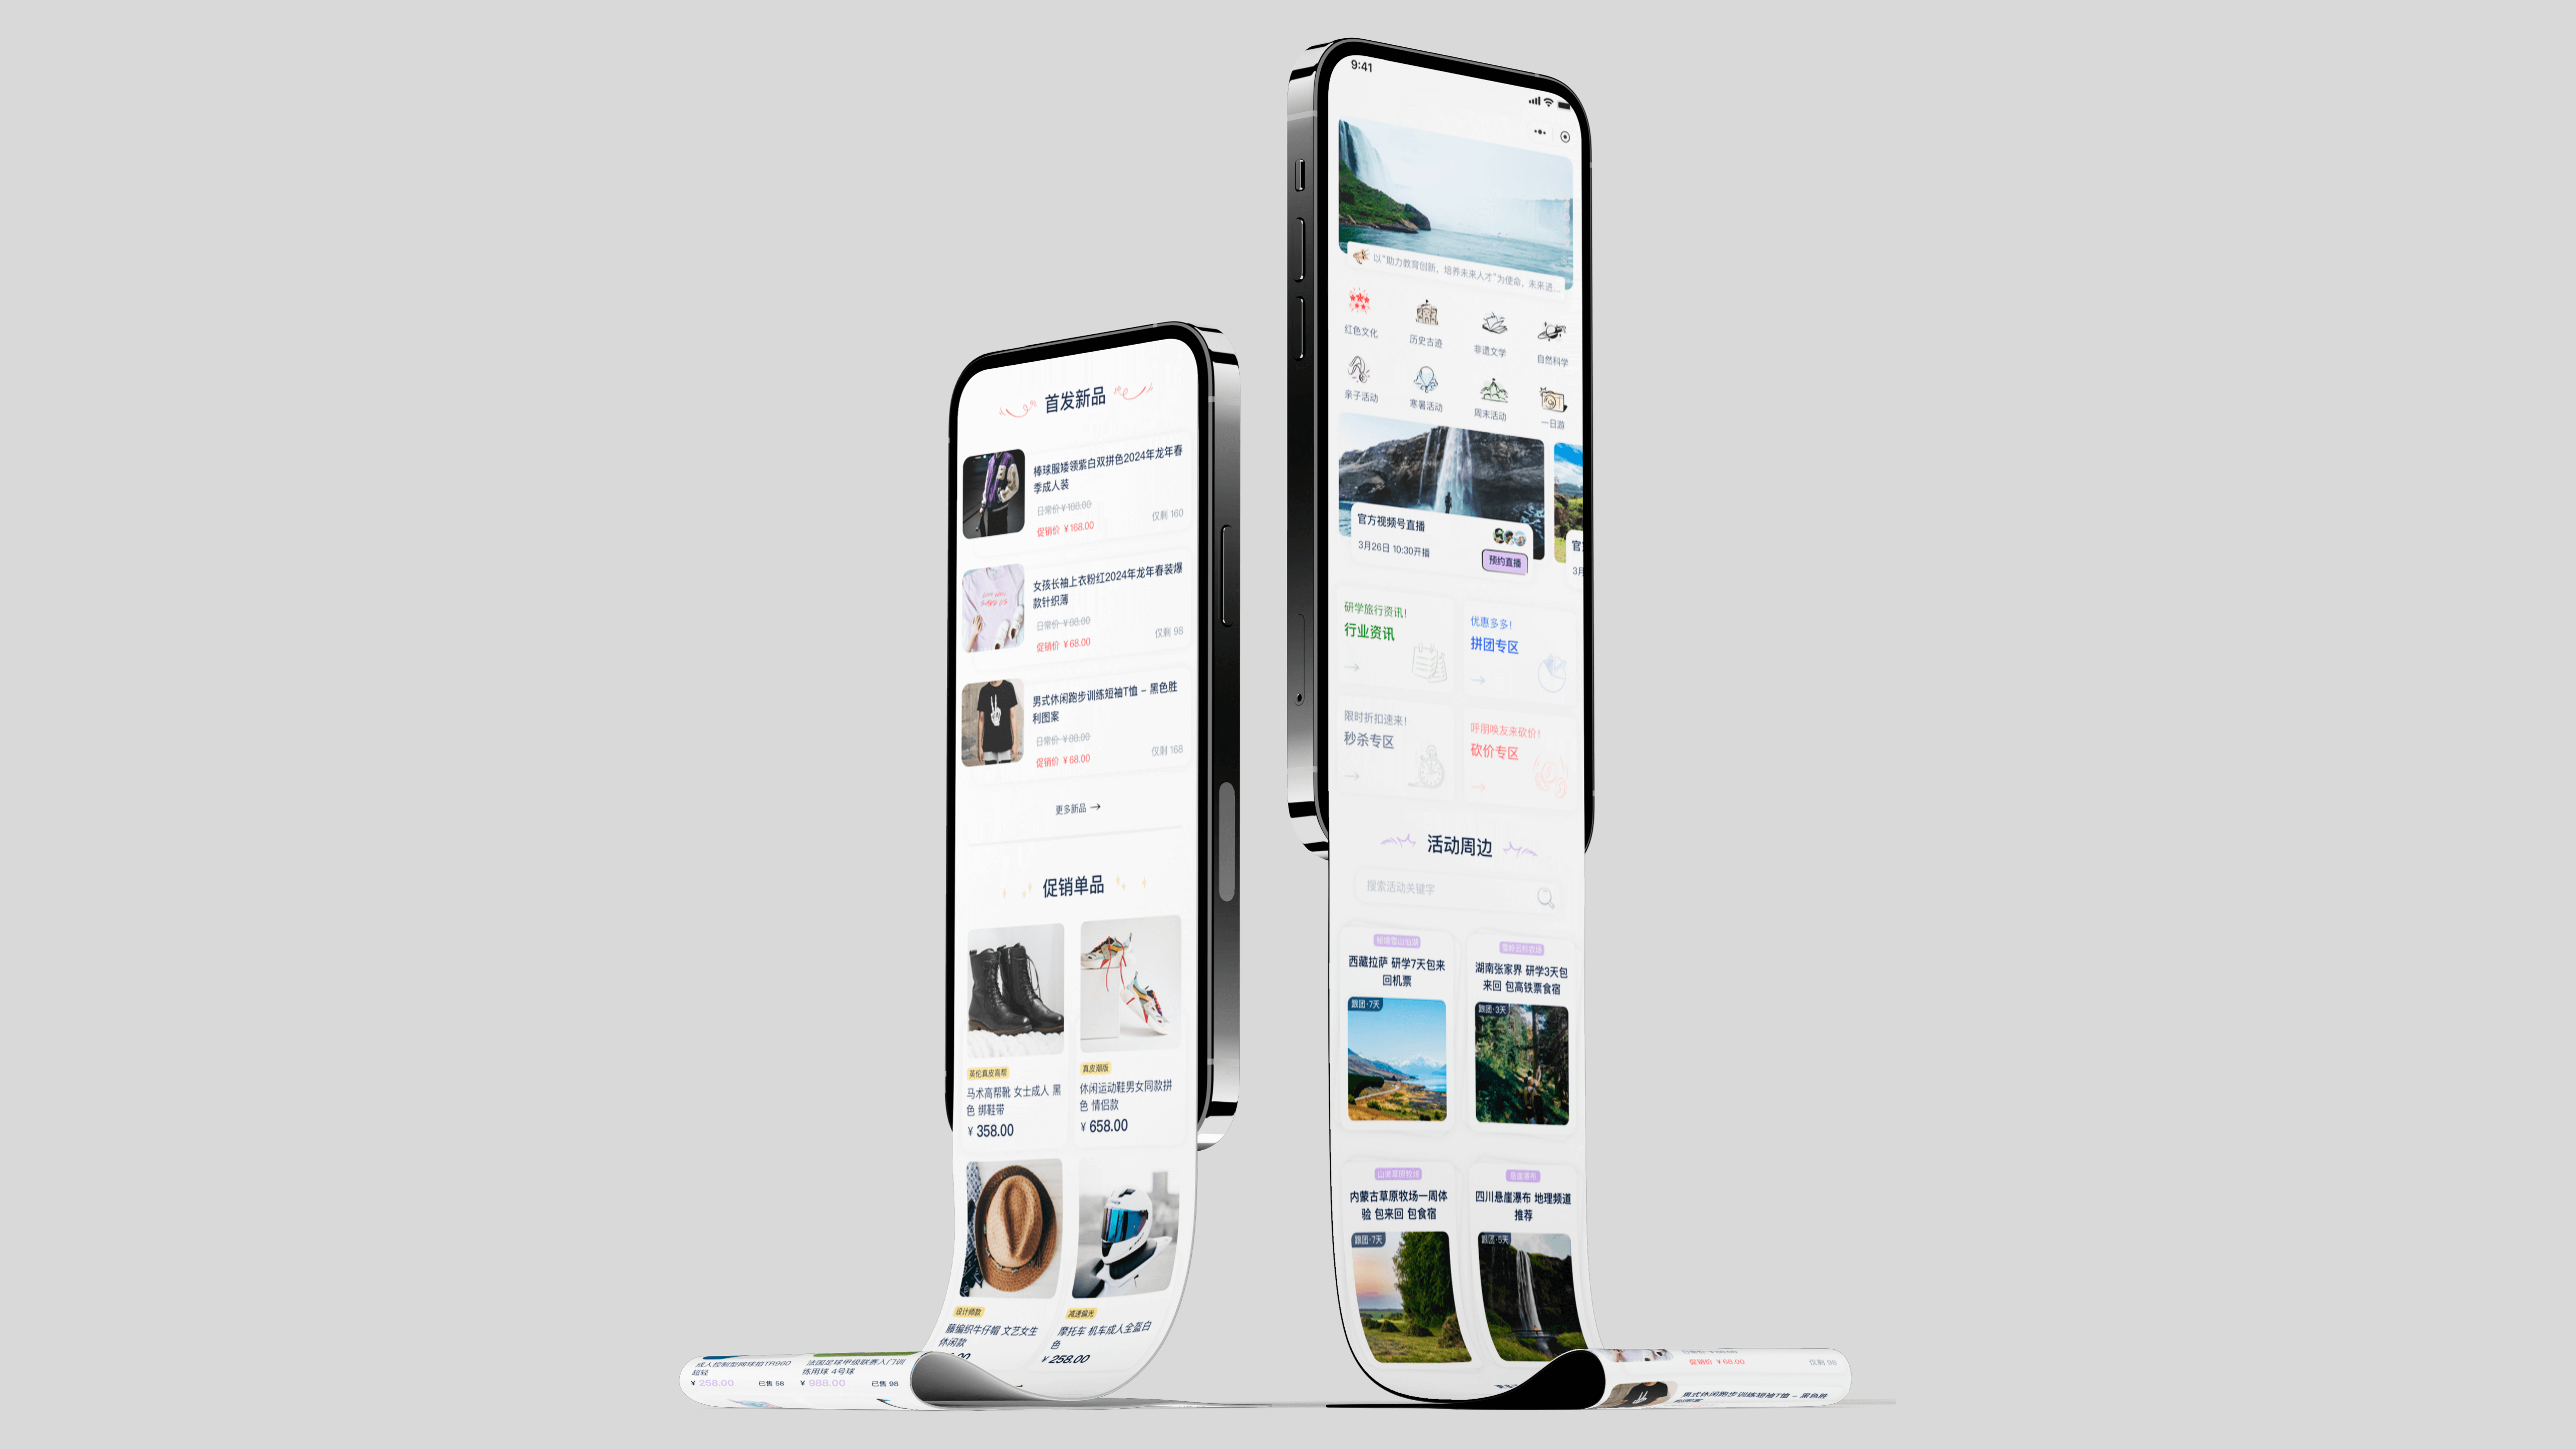 首发新品
棒球服矮领紫白双拼色2024年龙年春
季成人装
日常价 ¥ 188.00
促销价 ¥ 168.00
仅剩 160
女孩长袖上衣粉红2024年龙年春装爆
款针织薄
日常价 ¥ 88.00
促销价 ¥ 68.00
仅剩 98
男式休闲跑步训练短袖T恤 – 黑色胜
利图案
日常价 ¥ 88.00
促销价 ¥ 68.00
仅剩 168
更多新品 →
促销单品
英伦真皮高帮
马术高帮靴 女士成人 黑
色 绑鞋带
¥ 358.00
真皮潮版
休闲运动鞋男女同款拼
色 情侣款
¥ 658.00
设计师款
藤编织牛仔帽 文艺女生
休闲款
减速偏光
摩托车 机车成人全盔白
色
¥ 258.00
成人控制型网球拍TR960
超轻
¥ 258.00
已售 58
法国足球甲级联赛入门训
练用球 4号球
¥ 988.00
已售 98
9:41
以“助力教育创新，培养未来人才”为使命，未来进...
红色文化
历史古迹
非遗文学
自然科学
亲子活动
寒暑活动
周末活动
一日游
官方视频号直播
3月26日 10:30开播
预约直播
官
3月
研学旅行资讯！
行业资讯
优惠多多！
拼团专区
限时折扣速来！
秒杀专区
呼朋唤友来砍价！
砍价专区
活动周边
搜索活动关键字
秘境雪山仙湖
西藏拉萨 研学7天包来
回机票
跟团·7天
湖南张家界 研学3天包
来回 包高铁票食宿
跟团·3天
山坡草原牧场
内蒙古草原牧场一周体
验 包来回 包食宿
跟团·7天
悬崖瀑布
四川悬崖瀑布 地理频道
推荐
跟团·5天
促销价 ¥ 68.00
仅剩 98
男式休闲跑步训练短袖T恤 – 黑色胜